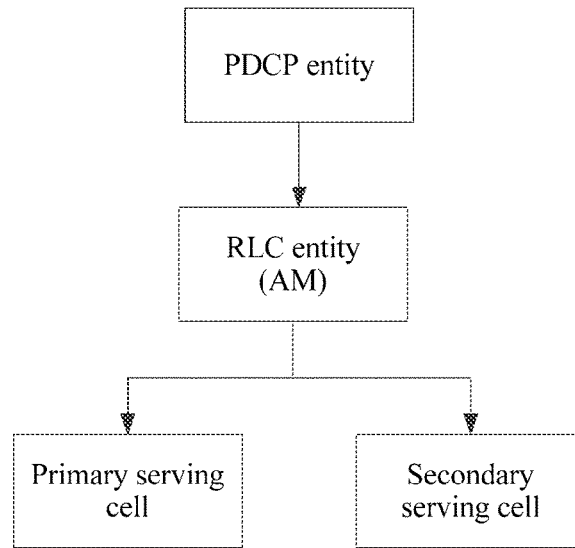 PDCP entity
RLC entity
(AM)
Primary serving
cell
Secondary
serving cell